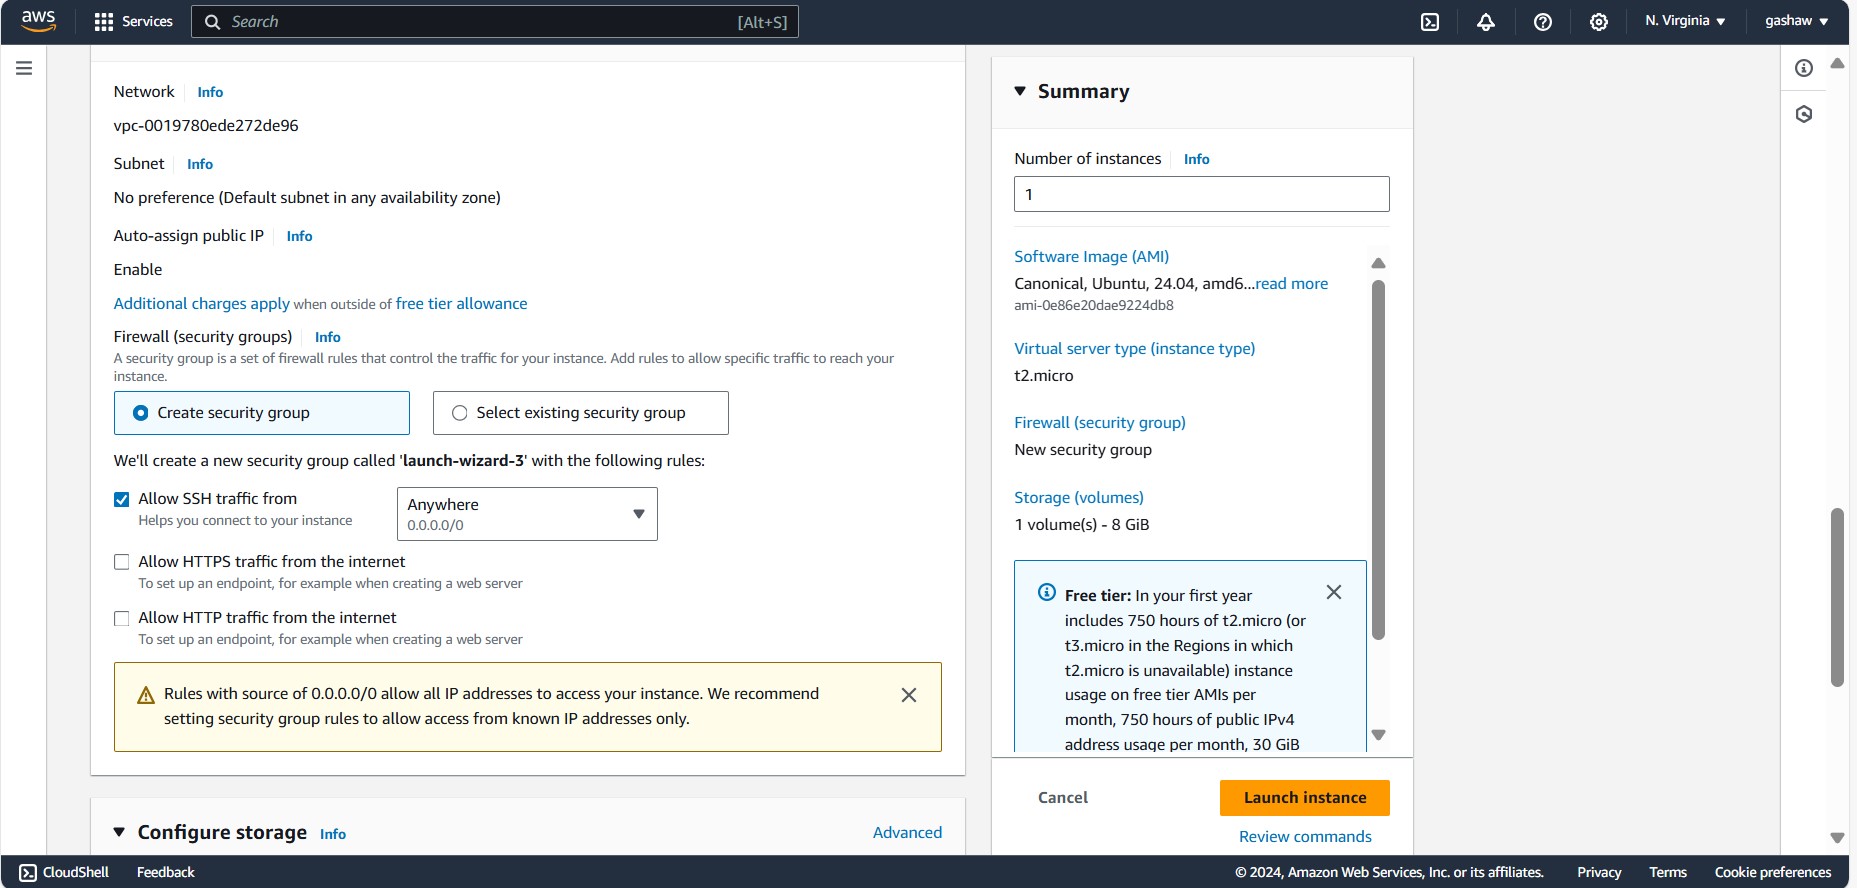 aws
Services
Search
[Alt+S]
N. Virginia
gashaw
Network
Info
vpc-0019780ede272de96
Subnet
Info
No preference (Default subnet in any availability zone)
Auto-assign public IP
Info
Enable
Additional charges apply when outside of free tier allowance
Firewall (security groups)
Info
A security group is a set of firewall rules that control the traffic for your instance. Add rules to allow specific traffic to reach your
instance.
Create security group
Select existing security group
We'll create a new security group called 'launch-wizard-3' with the following rules:
Allow SSH traffic from
Helps you connect to your instance
Anywhere
0.0.0.0/0
Allow HTTPS traffic from the internet
To set up an endpoint, for example when creating a web server
Allow HTTP traffic from the internet
To set up an endpoint, for example when creating a web server
Rules with source of 0.0.0.0/0 allow all IP addresses to access your instance. We recommend
setting security group rules to allow access from known IP addresses only.
Configure storage
Info
Advanced
Summary
Number of instances
Info
1
Software Image (AMI)
Canonical, Ubuntu, 24.04, amd6...read more
ami-0e86e20dae9224db8
Virtual server type (instance type)
t2.micro
Firewall (security group)
New security group
Storage (volumes)
1 volume(s) - 8 GiB
Free tier: In your first year
includes 750 hours of t2.micro (or
t3.micro in the Regions in which
t2.micro is unavailable) instance
usage on free tier AMIs per
month, 750 hours of public IPv4
address usage per month, 30 GiB
Cancel
Launch instance
Review commands
CloudShell
Feedback
© 2024, Amazon Web Services, Inc. or its affiliates.
Privacy
Terms
Cookie preferences